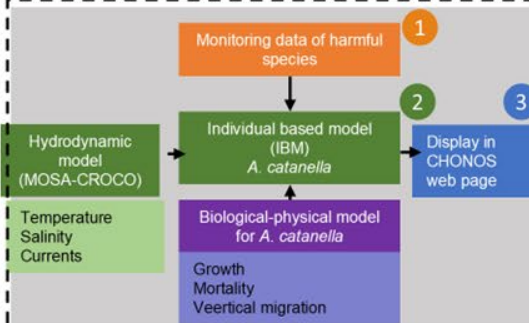 1
Monitoring data of harmful
species
2
3
Hydrodynamic
model
(MOSA-CROCO)
Individual based model
(IBM)
A. catanella
Display in
CHONOS
web page
Temperature
Salinity
Currents
Biological-physical model
for A. catanella
Growth
Mortality
Veertical migration